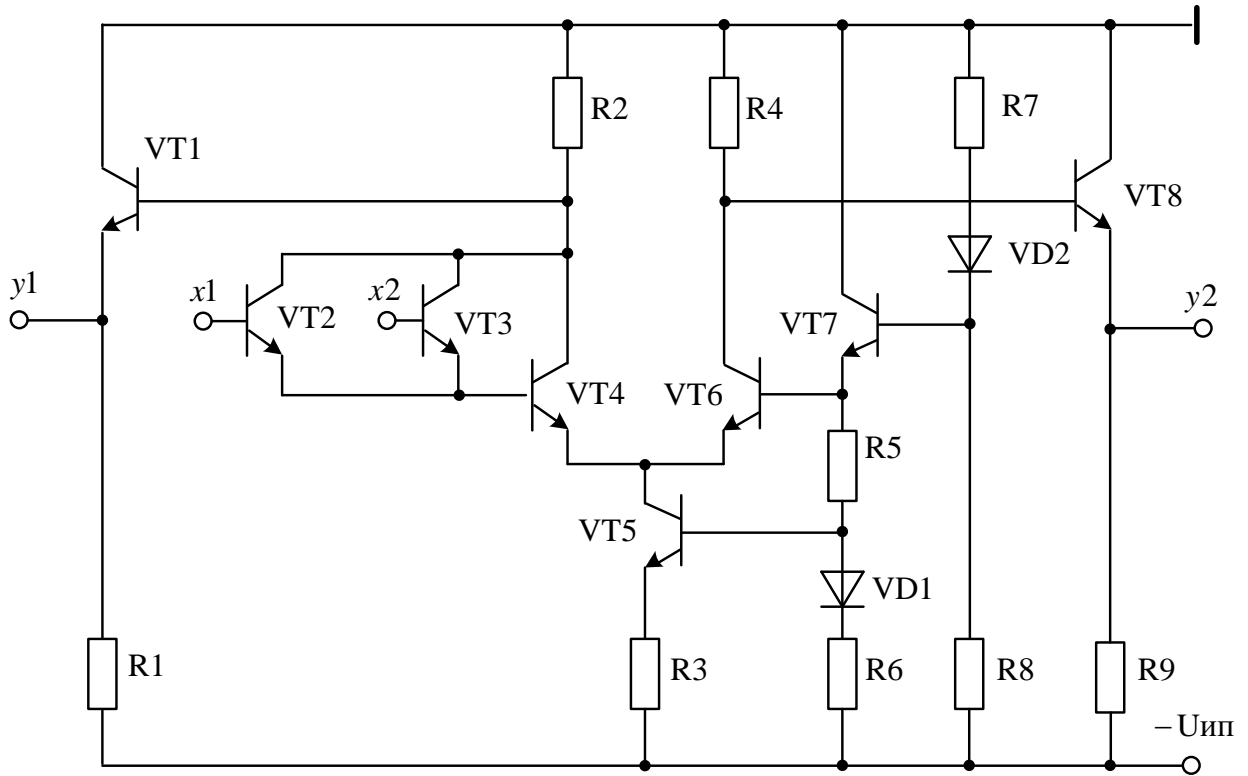 R2
R4
R7
VT1
VT8
VD2
y1
x1
x2
y2
VT2
VT3
VT7
VT4
VT6
R5
VT5
VD1
R1
R3
R6
R8
R9
– Uип